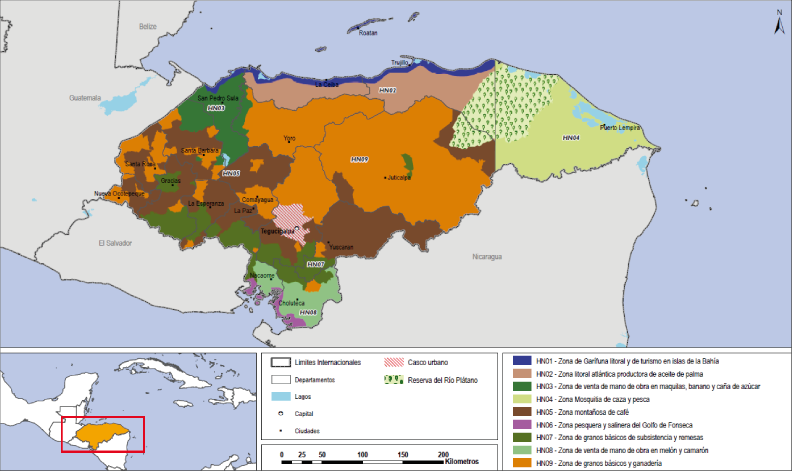 N
Belize
Roatan
Trujillo
La Ceiba
HN02
Guatemala
San Pedro Sula
HN03
Puerto Lempira
HN04
Yoro
Santa Bárbara
HN09
HN05
Gracias
Juticalpa
Nueva Ocotepeque
La Esperanza
Comayagua
La Paz
Tegucigalpa
El Salvador
Yuscaran
Nicaragua
HN07
Nacaome
Choluteca
HN08
Límites Internacionales
Departamentos
Lagos
Capital
Ciudades
Casco urbano
Reserva del Río Plátano
0 25 50 100 150 200
Kilometros
HN01 - Zona de Garífuna litoral y de turismo en islas de la Bahía
HN02 - Zona litoral atlántica productora de aceite de palma
HN03 - Zona de venta de mano de obra en maquilas, banano y caña de azúcar
HN04 - Zona Mosquitia de caza y pesca
HN05 - Zona montañosa de café
HN06 - Zona pesquera y salinera del Golfo de Fonseca
HN07 - Zona de granos básicos de subsistencia y remesas
HN08 - Zona de venta de mano de obra en melón y camarón
HN09 - Zona de granos básicos y ganadería